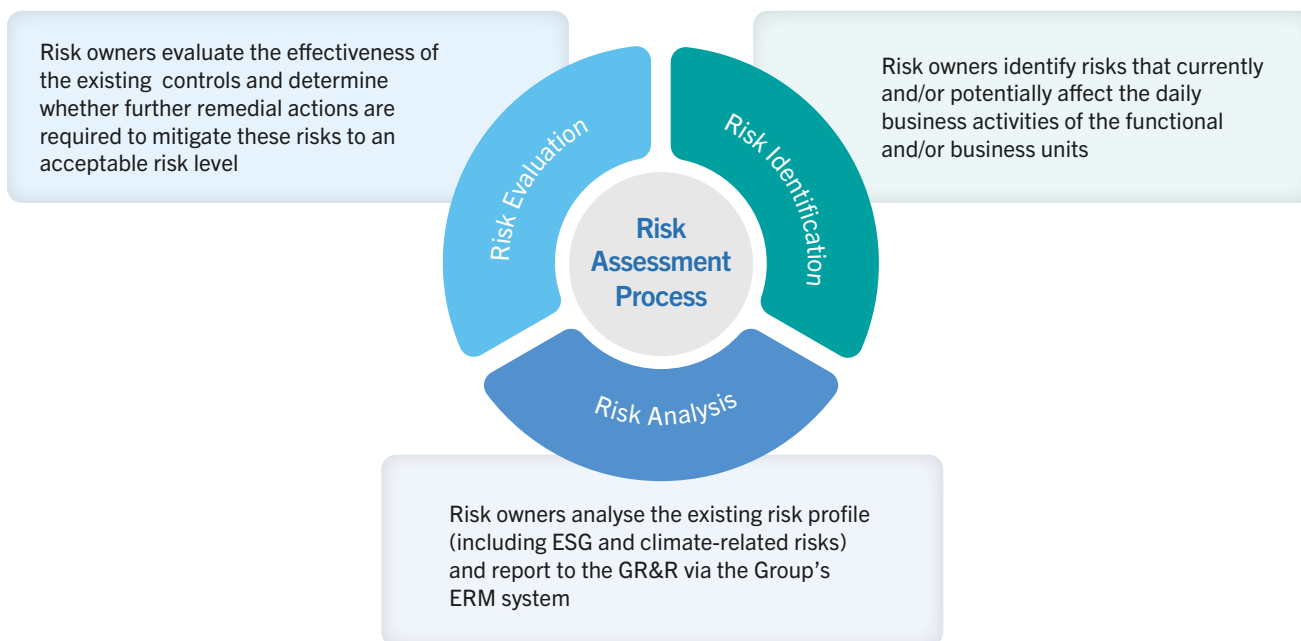 Risk owners evaluate the effectiveness of
the existing controls and determine
whether further remedial actions are
required to mitigate these risks to an
acceptable risk level
Risk owners identify risks that currently
and/or potentially affect the daily
business activities of the functional
and/or business units
Risk Evaluation
Risk Identification
Risk
Assessment
Process
Risk Analysis
Risk owners analyse the existing risk profile
(including ESG and climate-related risks)
and report to the GR&R via the Group’s
ERM system